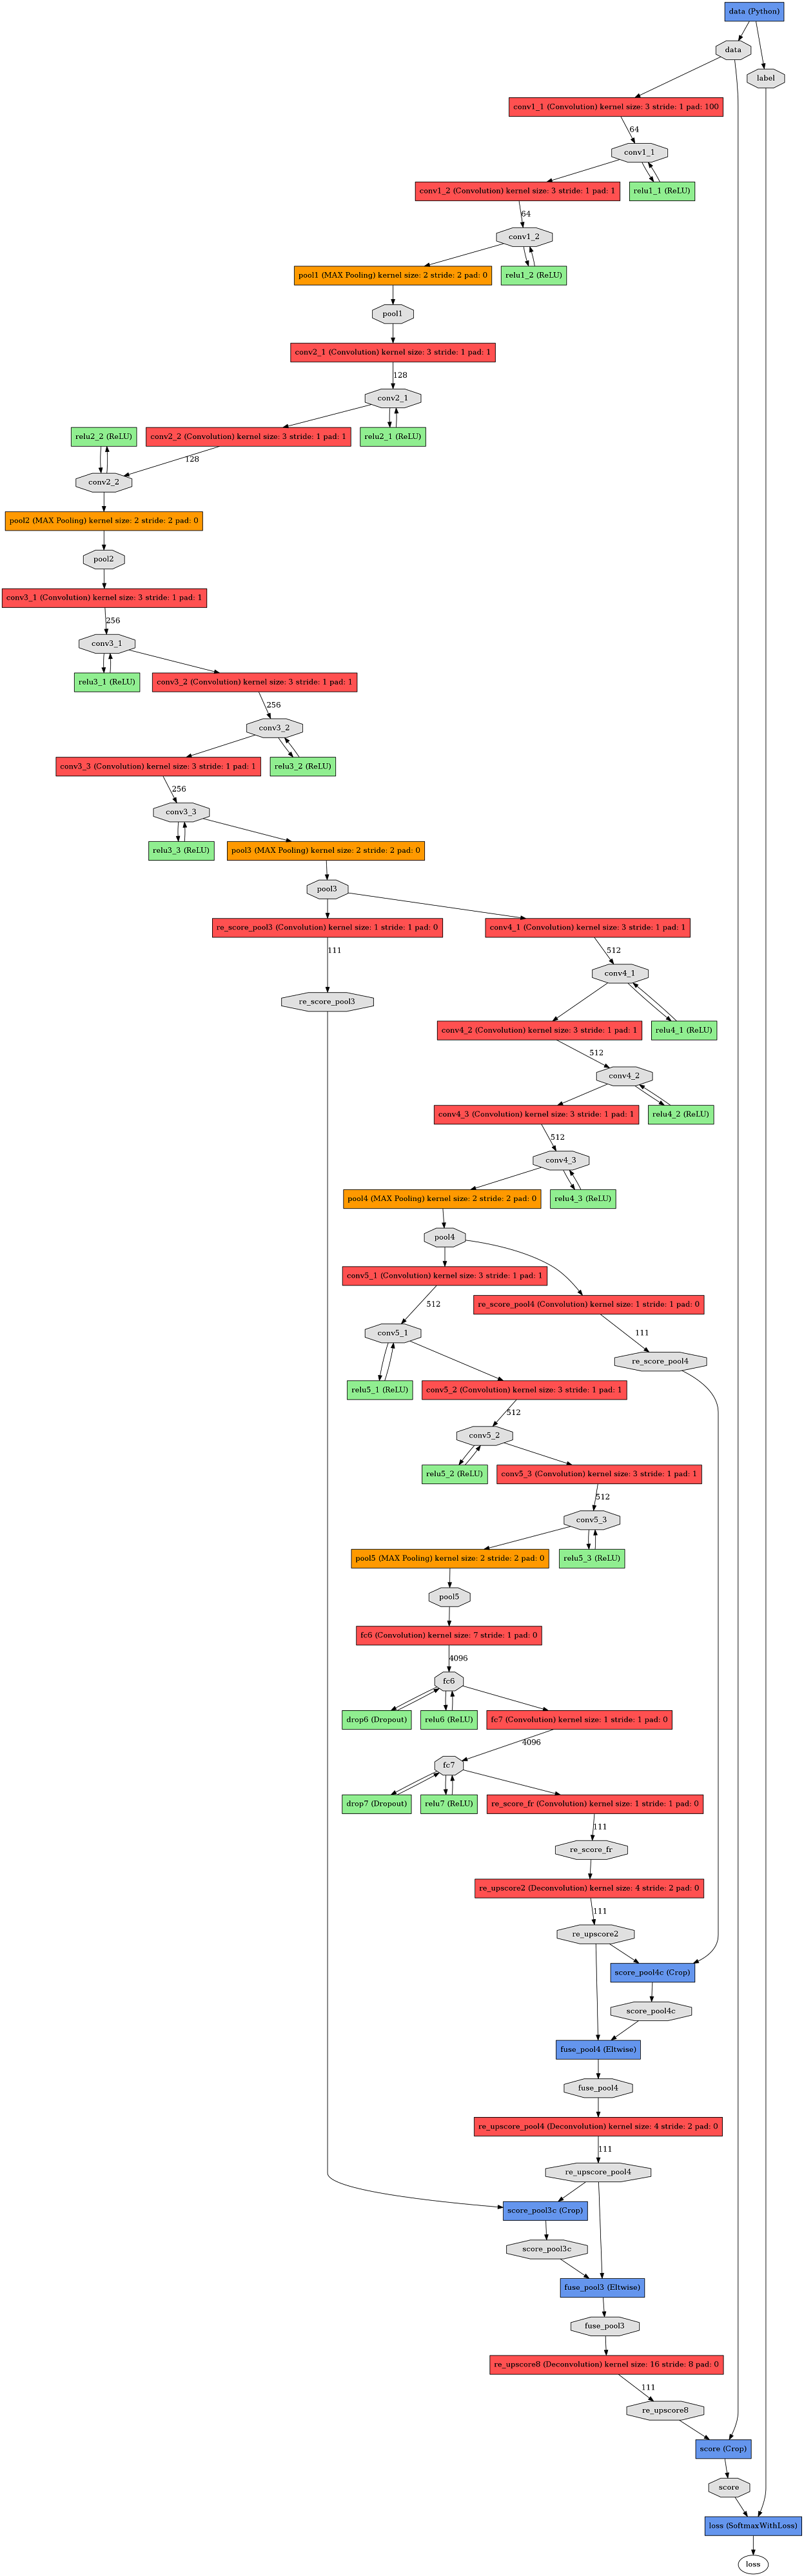 data (Python)
data
label
conv1_1 (Convolution) kernel size: 3 stride: 1 pad: 100
64
conv1_1
conv1_2 (Convolution) kernel size: 3 stride: 1 pad: 1
relu1_1 (ReLU)
64
conv1_2
pool1 (MAX Pooling) kernel size: 2 stride: 2 pad: 0
relu1_2 (ReLU)
pool1
conv2_1 (Convolution) kernel size: 3 stride: 1 pad: 1
128
conv2_1
relu2_2 (ReLU)
conv2_2 (Convolution) kernel size: 3 stride: 1 pad: 1
relu2_1 (ReLU)
128
conv2_2
pool2 (MAX Pooling) kernel size: 2 stride: 2 pad: 0
pool2
conv3_1 (Convolution) kernel size: 3 stride: 1 pad: 1
256
conv3_1
relu3_1 (ReLU)
conv3_2 (Convolution) kernel size: 3 stride: 1 pad: 1
256
conv3_2
conv3_3 (Convolution) kernel size: 3 stride: 1 pad: 1
relu3_2 (ReLU)
256
conv3_3
relu3_3 (ReLU)
pool3 (MAX Pooling) kernel size: 2 stride: 2 pad: 0
pool3
re_score_pool3 (Convolution) kernel size: 1 stride: 1 pad: 0
conv4_1 (Convolution) kernel size: 3 stride: 1 pad: 1
111
512
conv4_1
re_score_pool3
conv4_2 (Convolution) kernel size: 3 stride: 1 pad: 1
relu4_1 (ReLU)
512
conv4_2
conv4_3 (Convolution) kernel size: 3 stride: 1 pad: 1
relu4_2 (ReLU)
512
conv4_3
pool4 (MAX Pooling) kernel size: 2 stride: 2 pad: 0
relu4_3 (ReLU)
pool4
conv5_1 (Convolution) kernel size: 3 stride: 1 pad: 1
512
re_score_pool4 (Convolution) kernel size: 1 stride: 1 pad: 0
conv5_1
111
re_score_pool4
relu5_1 (ReLU)
conv5_2 (Convolution) kernel size: 3 stride: 1 pad: 1
512
conv5_2
relu5_2 (ReLU)
conv5_3 (Convolution) kernel size: 3 stride: 1 pad: 1
512
conv5_3
pool5 (MAX Pooling) kernel size: 2 stride: 2 pad: 0
relu5_3 (ReLU)
pool5
fc6 (Convolution) kernel size: 7 stride: 1 pad: 0
4096
fc6
drop6 (Dropout)
relu6 (ReLU)
fc7 (Convolution) kernel size: 1 stride: 1 pad: 0
4096
fc7
drop7 (Dropout)
relu7 (ReLU)
re_score_fr (Convolution) kernel size: 1 stride: 1 pad: 0
111
re_score_fr
re_upscore2 (Deconvolution) kernel size: 4 stride: 2 pad: 0
111
re_upscore2
score_pool4c (Crop)
score_pool4c
fuse_pool4 (Eltwise)
fuse_pool4
re_upscore_pool4 (Deconvolution) kernel size: 4 stride: 2 pad: 0
111
re_upscore_pool4
score_pool3c (Crop)
score_pool3c
fuse_pool3 (Eltwise)
fuse_pool3
re_upscore8 (Deconvolution) kernel size: 16 stride: 8 pad: 0
111
re_upscore8
score (Crop)
score
loss (SoftmaxWithLoss)
loss